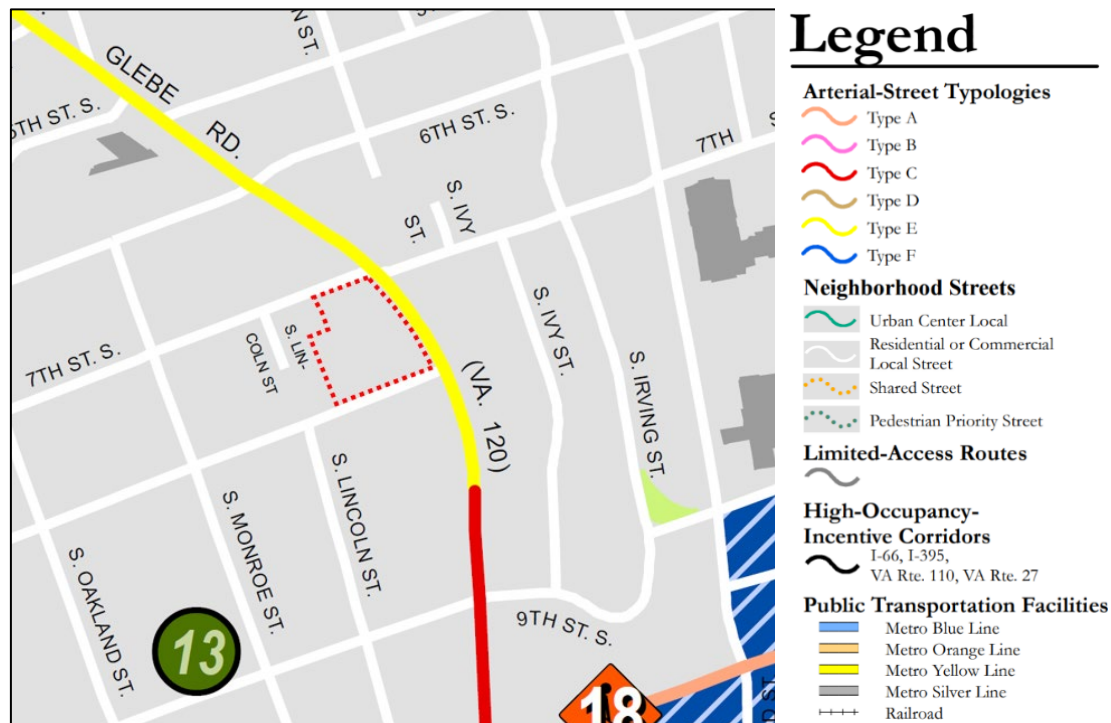 N ST.
GLEBE
RD.
6TH ST. S.
7TH
S. IVY
ST.
7TH ST. S.
S. LIN-
COLN ST
S. IVY ST.
S. IRVING ST.
(VA. 120)
S. LINCOLN ST.
S. MONROE ST.
S. OAKLAND ST.
9TH ST. S.
13
18
D ST
Legend
Arterial-Street Typologies
Type A
Type B
Type C
Type D
Type E
Type F
Neighborhood Streets
Urban Center Local
Residential or Commercial
Local Street
Shared Street
Pedestrian Priority Street
Limited-Access Routes
High-Occupancy-
Incentive Corridors
I-66, I-395,
VA Rte. 110, VA Rte. 27
Public Transportation Facilities
Metro Blue Line
Metro Orange Line
Metro Yellow Line
Metro Silver Line
Railroad